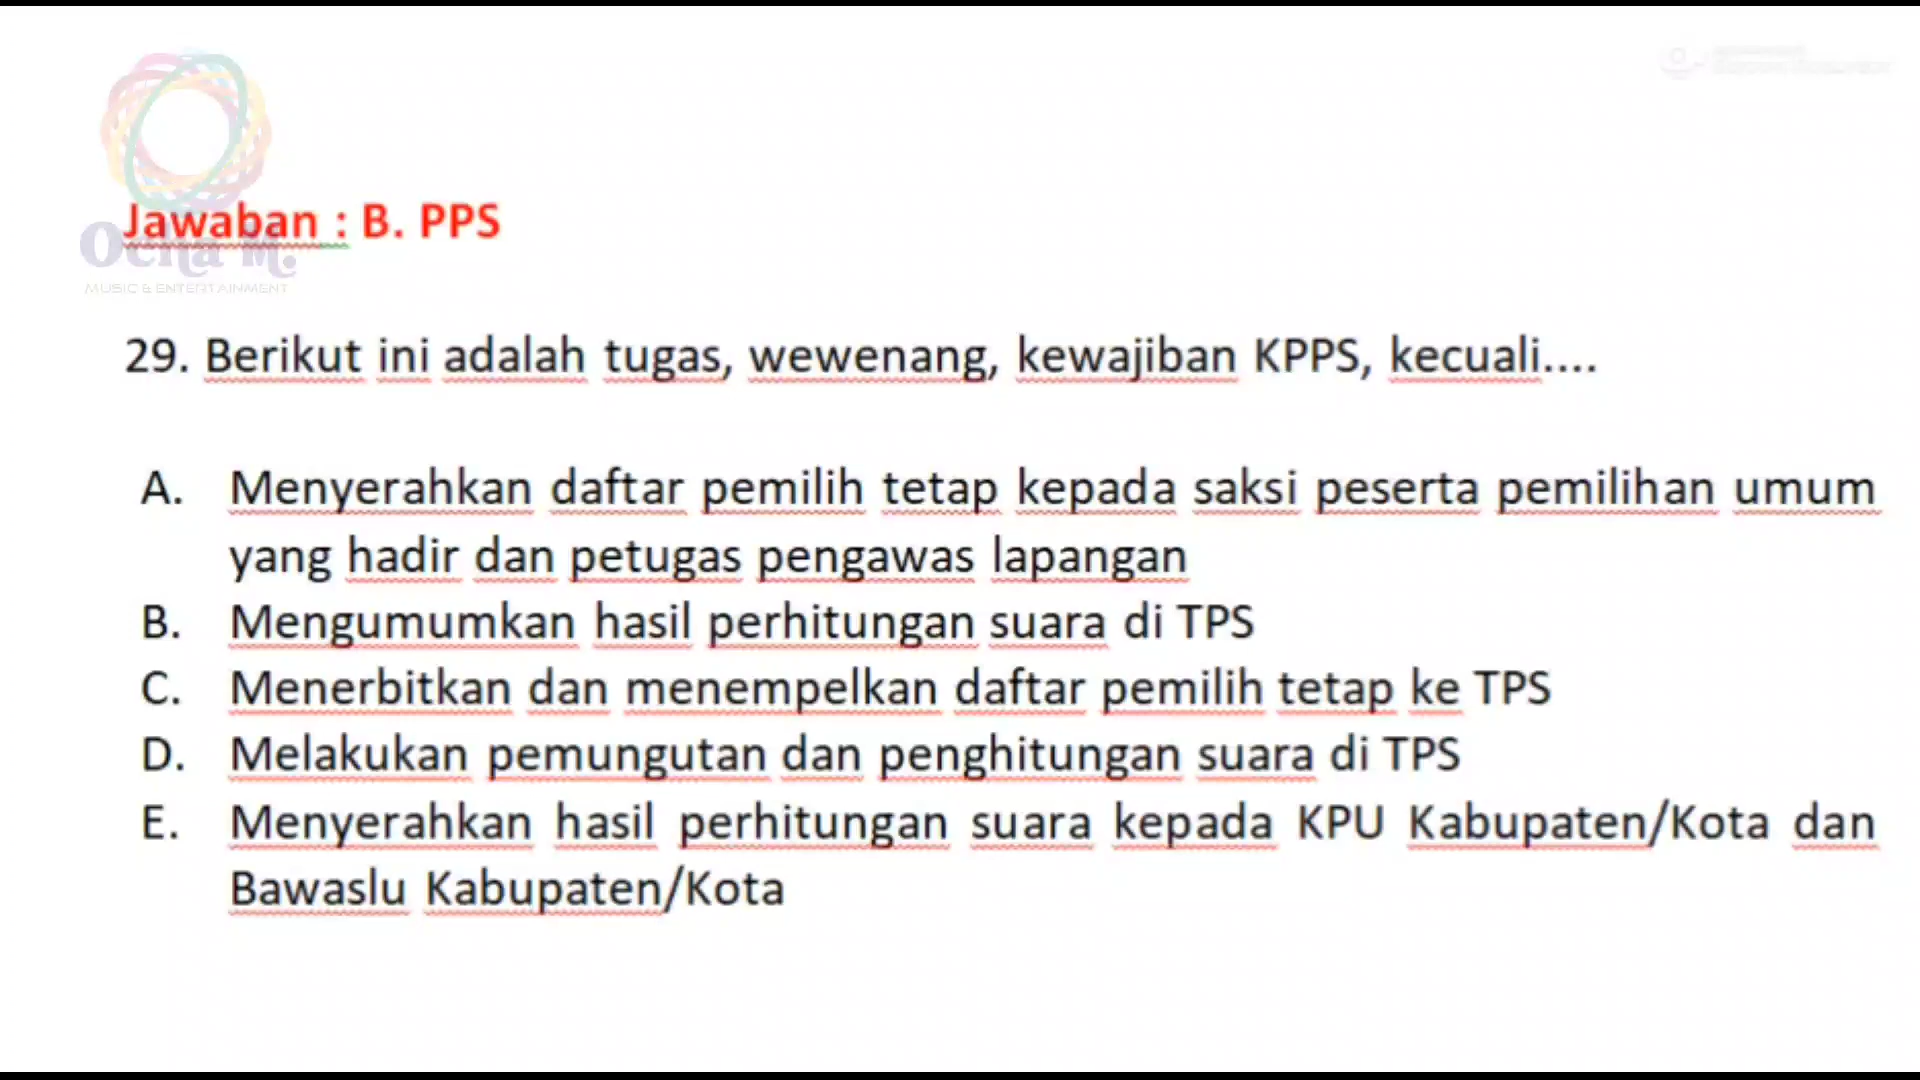 Jawaban : B. PPS
Ocha M.
MUSIC & ENTERTAINMENT
29. Berikut ini adalah tugas, wewenang, kewajiban KPPS, kecuali....
A. Menyerahkan daftar pemilih tetap kepada saksi peserta pemilihan umum
yang hadir dan petugas pengawas lapangan
B. Mengumumkan hasil perhitungan suara di TPS
C. Menerbitkan dan menempelkan daftar pemilih tetap ke TPS
D. Melakukan pemungutan dan penghitungan suara di TPS
E. Menyerahkan hasil perhitungan suara kepada KPU Kabupaten/Kota dan
Bawaslu Kabupaten/Kota